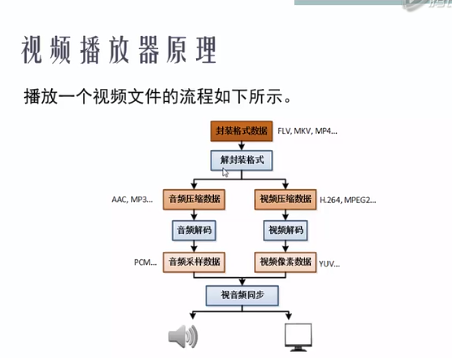 视频播放器原理
播放一个视频文件的流程如下所示。
封装格式数据 FLV, MKV, MP4...
解封装格式
AAC, MP3... 音频压缩数据 视频压缩数据 H.264, MPEG2...
音频解码 视频解码
PCM... 音频采样数据 视频像素数据 YUV...
视音频同步